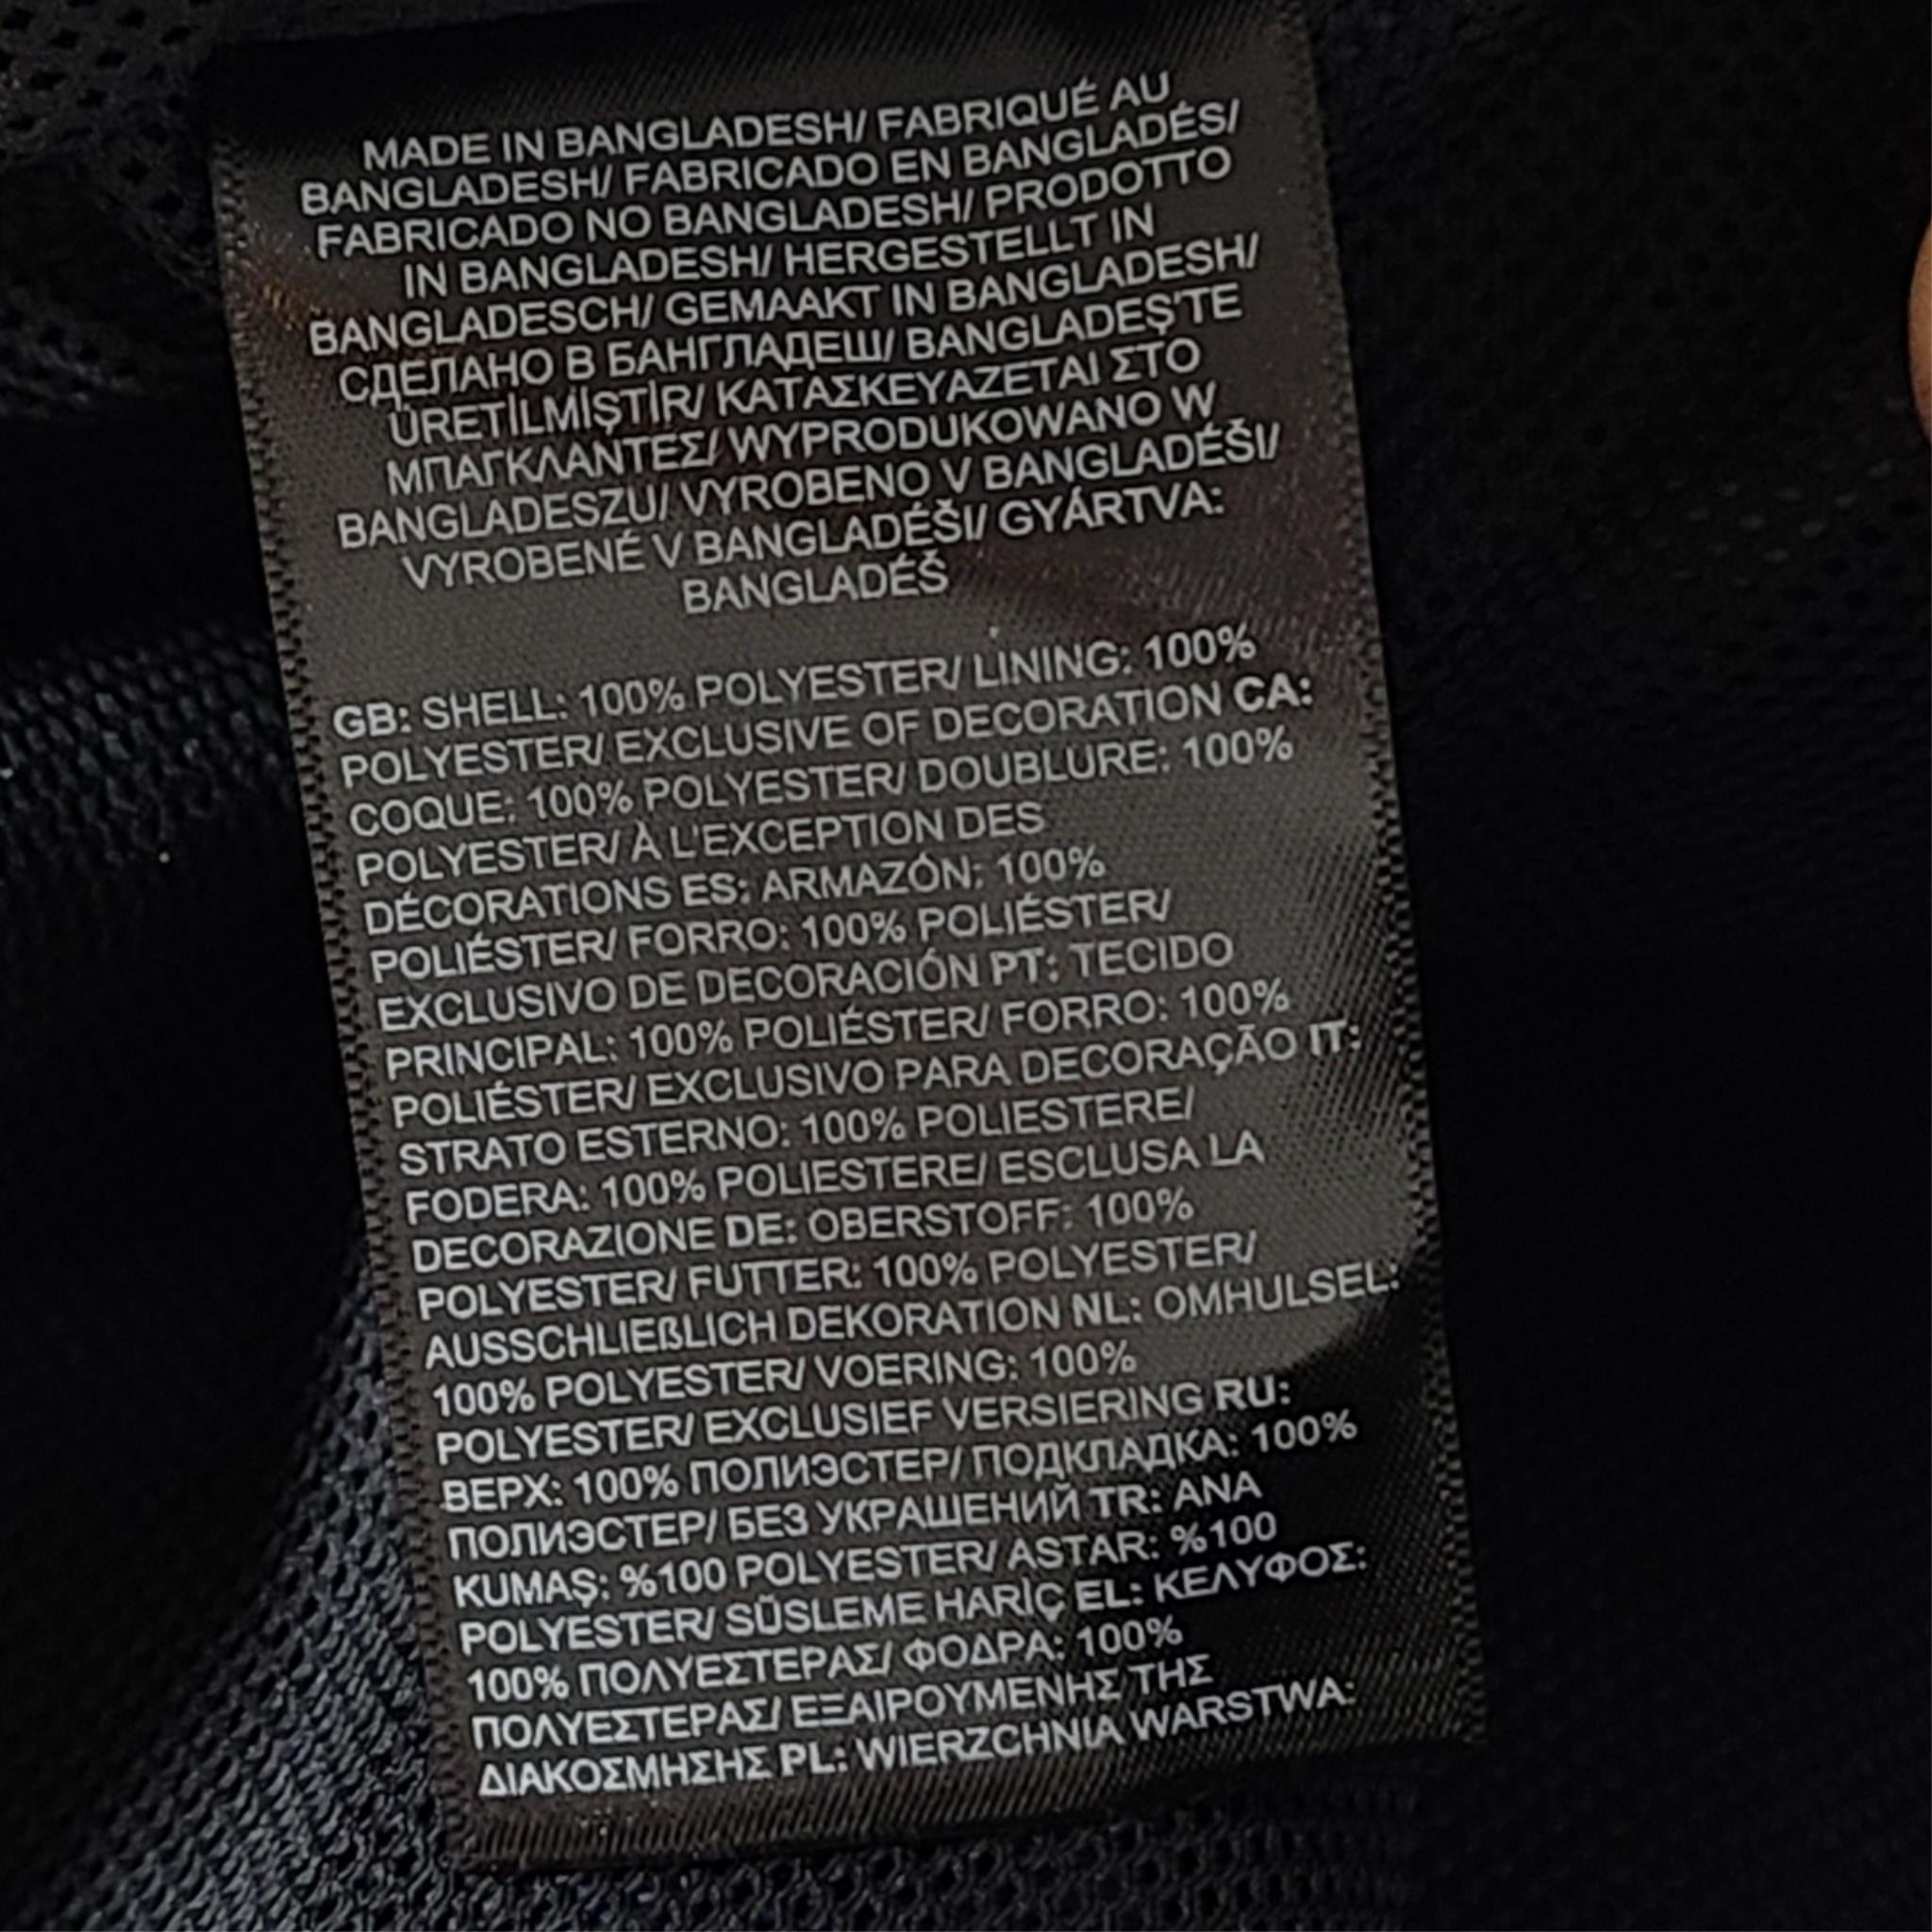 MADE IN BANGLADESH/ FABRIQUÉ AU
BANGLADESH/ FABRICADO EN BANGLADÉS/
FABRICADO NO BANGLADESH/ PRODOTTO
IN BANGLADESH/ HERGESTELLT IN
BANGLADESCH/ GEMAAKT IN BANGLADESH/
СДЕЛАНО В БАНГЛАДЕШ/ BANGLADEŞ'TE
ÜRETİLMİŞTİR/ ΚΑΤΑΣΚΕΥΑΖΕΤΑΙ ΣΤΟ
ΜΠΑΓΚΛΑΝΤΕΣ/ WYPRODUKOWANO W
BANGLADESZU/ VYROBENO V BANGLADÉŠI/
VYROBENÉ V BANGLADÉŠI/ GYÁRTVA:
BANGLADÉŠ
GB: SHELL: 100% POLYESTER/ LINING: 100%
POLYESTER/ EXCLUSIVE OF DECORATION CA:
COQUE: 100% POLYESTER/ DOUBLURE: 100%
POLYESTER/ À L'EXCEPTION DES
DÉCORATIONS ES: ARMAZÓN: 100%
POLIÉSTER/ FORRO: 100% POLIÉSTER/
EXCLUSIVO DE DECORACIÓN PT: TECIDO
PRINCIPAL: 100% POLIÉSTER/ FORRO: 100%
POLIÉSTER/ EXCLUSIVO PARA DECORAÇÃO IT:
STRATO ESTERNO: 100% POLIESTERE/
FODERA: 100% POLIESTERE/ ESCLUSA LA
DECORAZIONE DE: OBERSTOFF: 100%
POLYESTER/ FUTTER: 100% POLYESTER/
AUSSCHLIEßLICH DEKORATION NL: OMHULSEL:
100% POLYESTER/ VOERING: 100%
POLYESTER/ EXCLUSIEF VERSIERING RU:
ВЕРХ: 100% ПОЛИЭСТЕР/ ПОДКЛАДКА: 100%
ПОЛИЭСТЕР/ БЕЗ УКРАШЕНИЙ TR: ANA
KUMAŞ: %100 POLYESTER/ ASTAR: %100
POLYESTER/ SÜSLEME HARİÇ EL: ΚΕΛΥΦΟΣ:
100% ΠΟΛΥΕΣΤΕΡΑΣ/ ΦΟΔΡΑ: 100%
ΠΟΛΥΕΣΤΕΡΑΣ/ ΕΞΑΙΡΟΥΜΕΝΗΣ ΤΗΣ
ΔΙΑΚΟΣΜΗΣΗΣ PL: WIERZCHNIA WARSTWA: